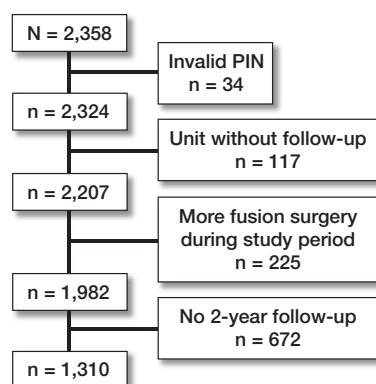 N = 2,358
Invalid PIN
n = 34
n = 2,324
Unit without follow-up
n = 117
n = 2,207
More fusion surgery
during study period
n = 225
n = 1,982
No 2-year follow-up
n = 672
n = 1,310